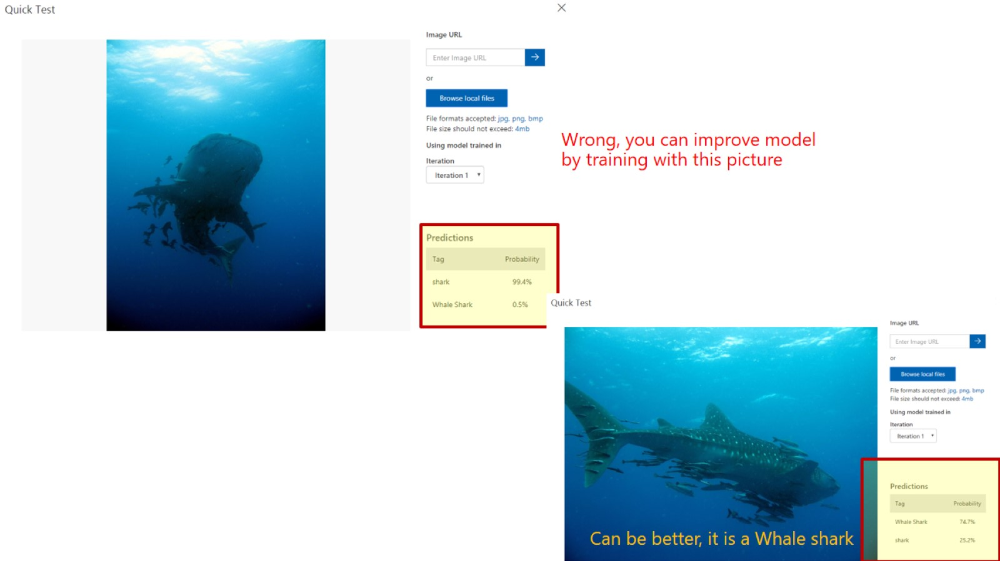 Quick Test
Image URL
Enter Image URL
or
Browse local files
File formats accepted: jpg, png, bmp
File size should not exceed: 4mb
Using model trained in
Iteration
Iteration 1
Predictions
Tag Probability
shark 99.4%
Whale Shark 0.5%
Wrong, you can improve model
by training with this picture
Quick Test
Image URL
Enter Image URL
or
Browse local files
File formats accepted: jpg, png, bmp
File size should not exceed: 4mb
Using model trained in
Iteration
Iteration 1
Predictions
Tag Probability
Whale Shark 74.7%
shark 25.2%
Can be better, it is a Whale shark